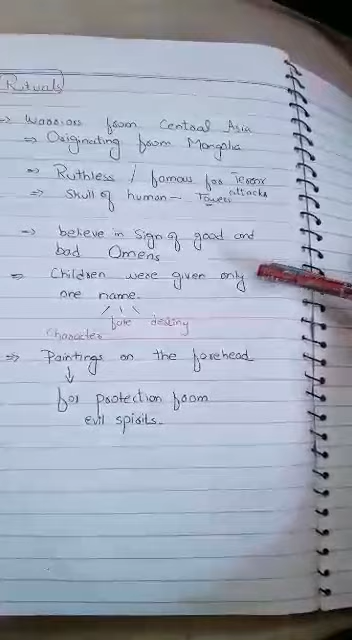 Rituals
⇒ Warriors from Central Asia
⇒ Originating from Mongolia
⇒ Ruthless / famous for Terror attacks
⇒ Skull of human - Towers
→ believe in sign of good and
bad Omens
⇒ Children were given only
one name.
Character fate destiny
⇒ Paintings on the forehead
↓
for protection from
evil spirits.